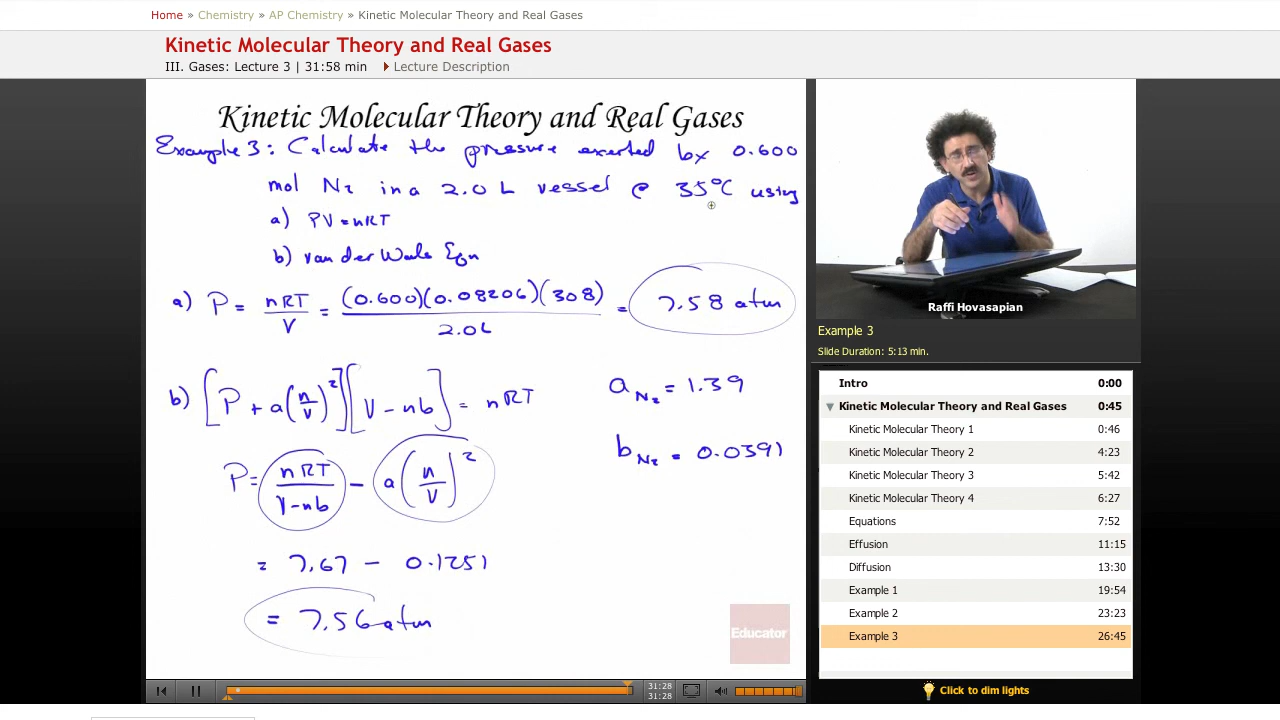 Home » Chemistry » AP Chemistry » Kinetic Molecular Theory and Real Gases
Kinetic Molecular Theory and Real Gases
III. Gases: Lecture 3 | 31:58 min Lecture Description
Kinetic Molecular Theory and Real Gases
Example 3: Calculate the pressure exerted by 0.600
mol N₂ in a 2.0 L vessel @ 35°C using
a) PV = nRT
b) van der Waals Eqn
a) P = nRT/V = (0.600)(0.08206)(308)/2.0L = 7.58 atm
b) [P + a(n/V)²][V - nb] = nRT
a N₂ = 1.39
b N₂ = 0.0391
P = nRT/V-nb - a(n/V)²
= 7.67 - 0.1251
= 7.56 atm
Educator
31:28
31:28
Raffi Hovasapian
Example 3
Slide Duration: 5:13 min.
Intro 0:00
Kinetic Molecular Theory and Real Gases 0:45
Kinetic Molecular Theory 1 0:46
Kinetic Molecular Theory 2 4:23
Kinetic Molecular Theory 3 5:42
Kinetic Molecular Theory 4 6:27
Equations 7:52
Effusion 11:15
Diffusion 13:30
Example 1 19:54
Example 2 23:23
Example 3 26:45
Click to dim lights